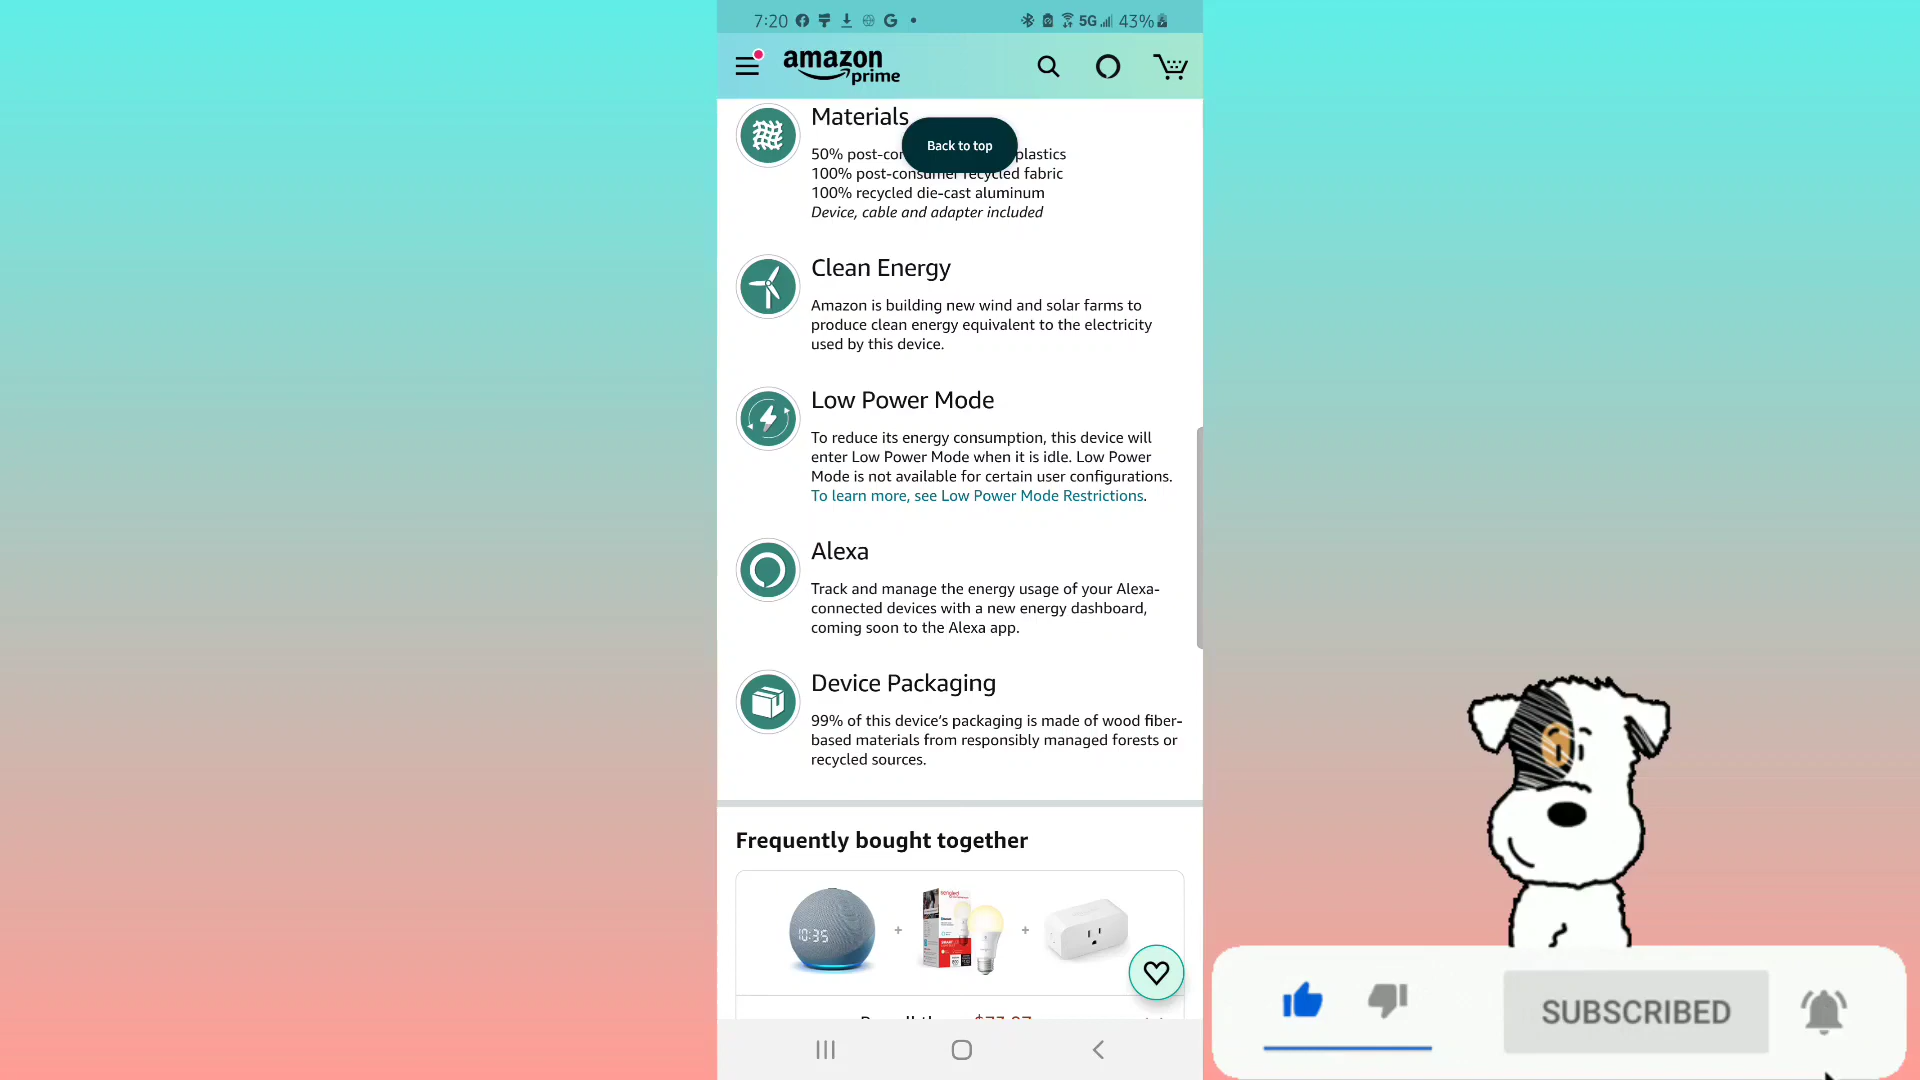 7:20
5G 43%
amazon
prime
Materials
Back to top
50% post-con plastics
100% post-consumer recycled fabric
100% recycled die-cast aluminum
Device, cable and adapter included
Clean Energy
Amazon is building new wind and solar farms to
produce clean energy equivalent to the electricity
used by this device.
Low Power Mode
To reduce its energy consumption, this device will
enter Low Power Mode when it is idle. Low Power
Mode is not available for certain user configurations.
To learn more, see Low Power Mode Restrictions.
Alexa
Track and manage the energy usage of your Alexa-
connected devices with a new energy dashboard,
coming soon to the Alexa app.
Device Packaging
99% of this device's packaging is made of wood fiber-
based materials from responsibly managed forests or
recycled sources.
Frequently bought together
10:35
+ +
SUBSCRIBED